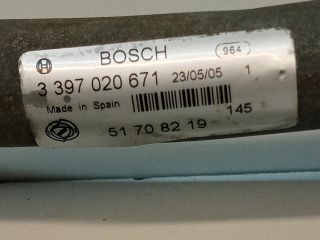 BOSCH 964
3 397 020 671 23/05/05 1
Made in Spain
51 70 82 19 145